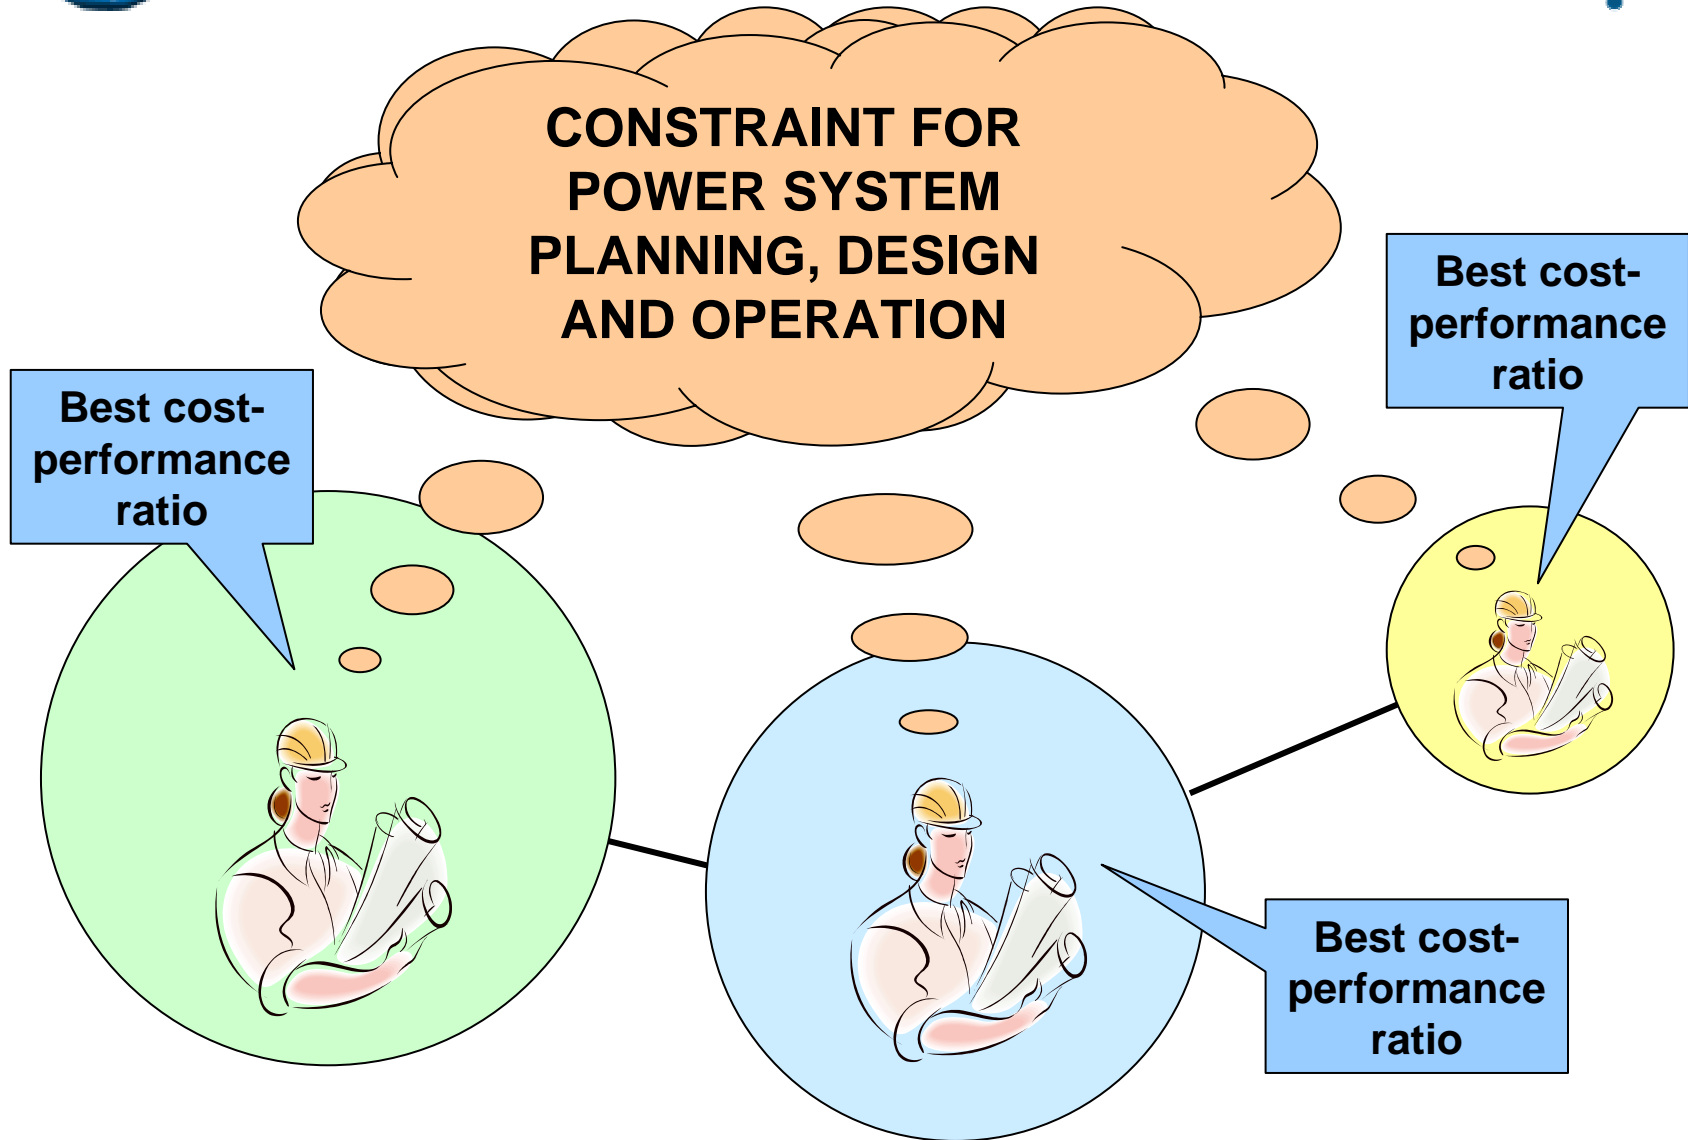 CONSTRAINT FOR
POWER SYSTEM
PLANNING, DESIGN
AND OPERATION
Best cost-
performance
ratio
Best cost-
performance
ratio
Best cost-
performance
ratio